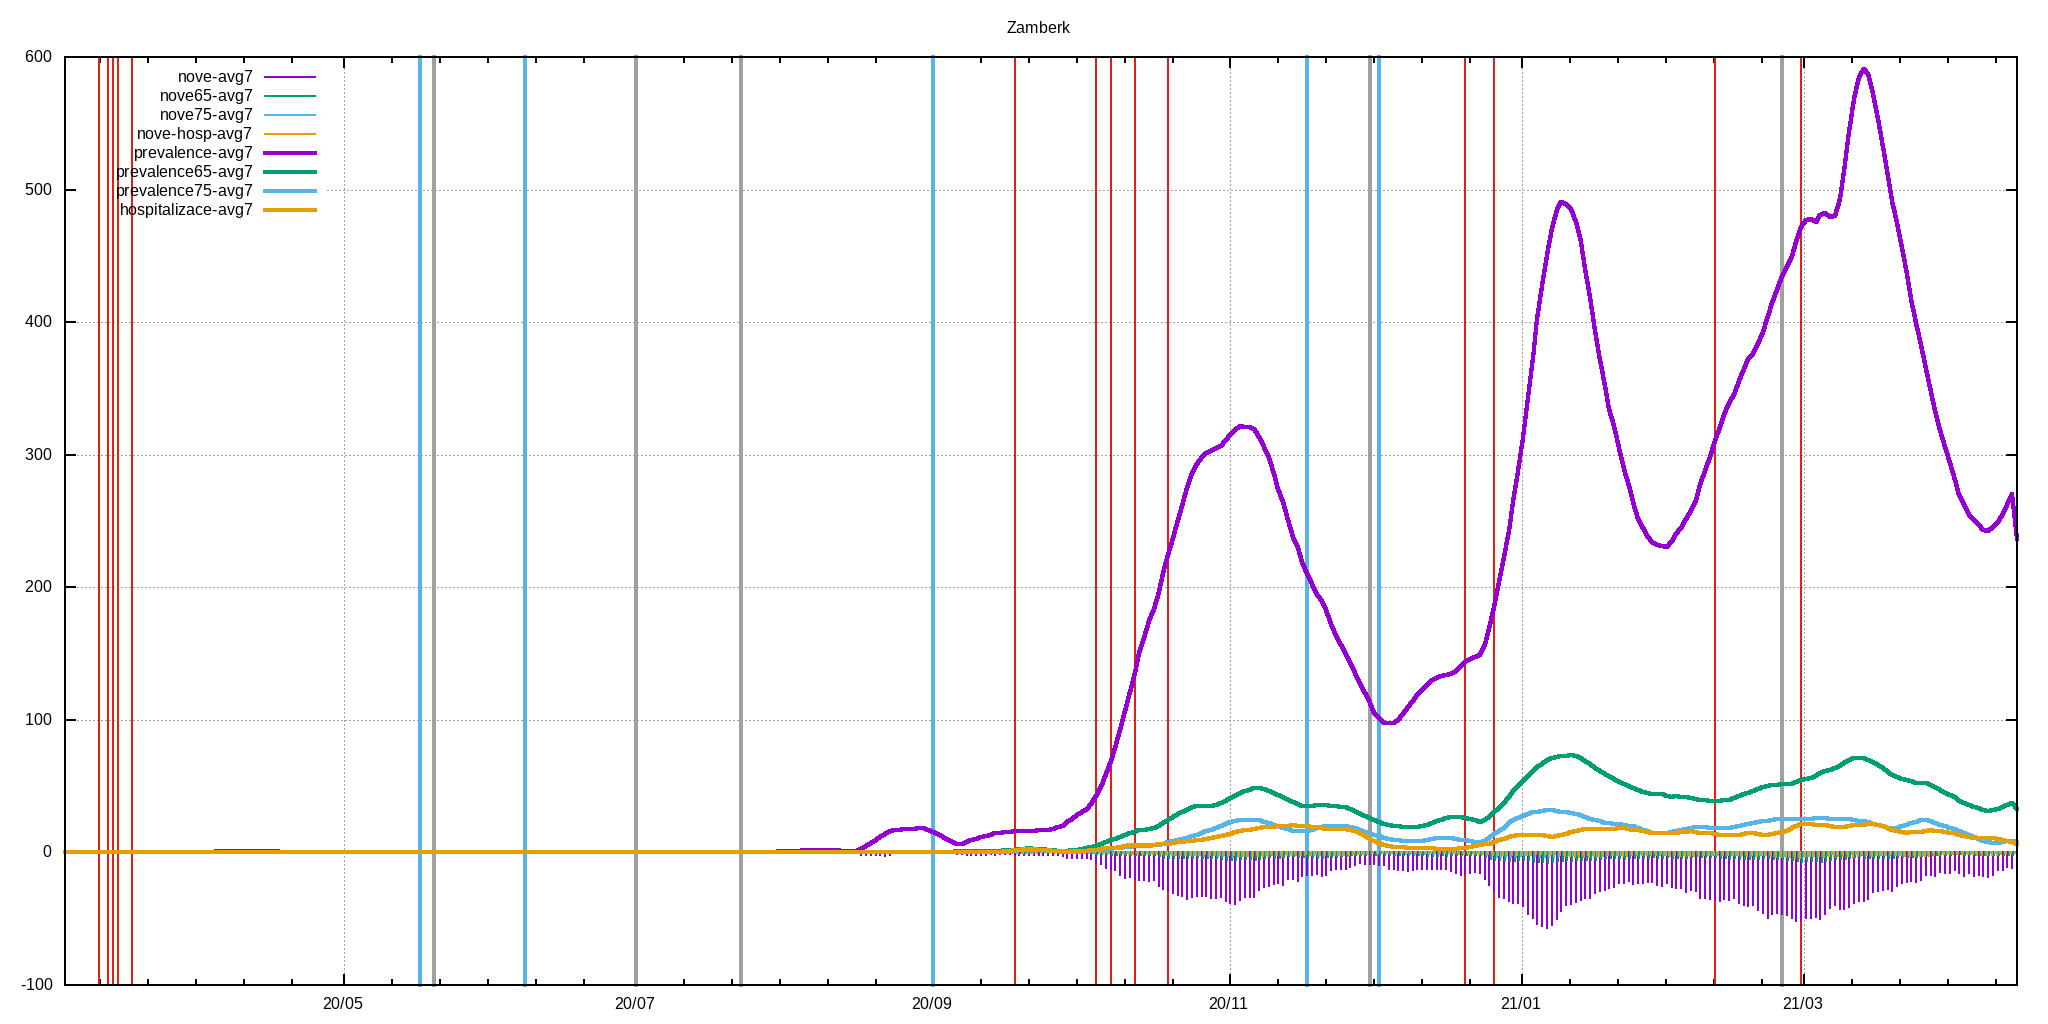 Zamberk
600
500
400
300
200
100
0
-100
nove-avg7
nove65-avg7
nove75-avg7
nove-hosp-avg7
prevalence-avg7
prevalence65-avg7
prevalence75-avg7
hospitalizace-avg7
20/05
20/07
20/09
20/11
21/01
21/03